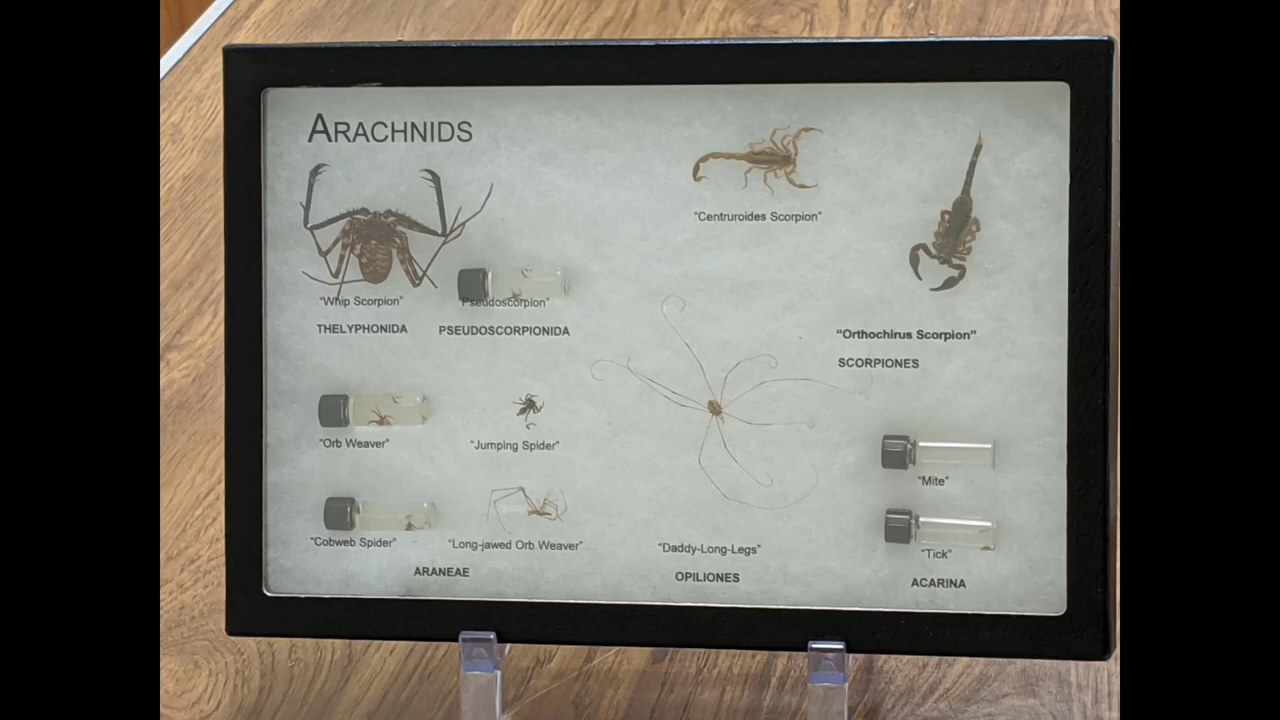 ARACHNIDS
"Centruroides Scorpion"
"Whip Scorpion"
Pseudoscorpion"
THELYPHONIDA
PSEUDOSCORPIONIDA
"Orthochirus Scorpion"
SCORPIONES
"Orb Weaver"
"Jumping Spider"
"Mite"
"Cobweb Spider"
"Long-jawed Orb Weaver"
"Daddy-Long-Legs"
"Tick"
ARANEAE
OPILIONES
ACARINA